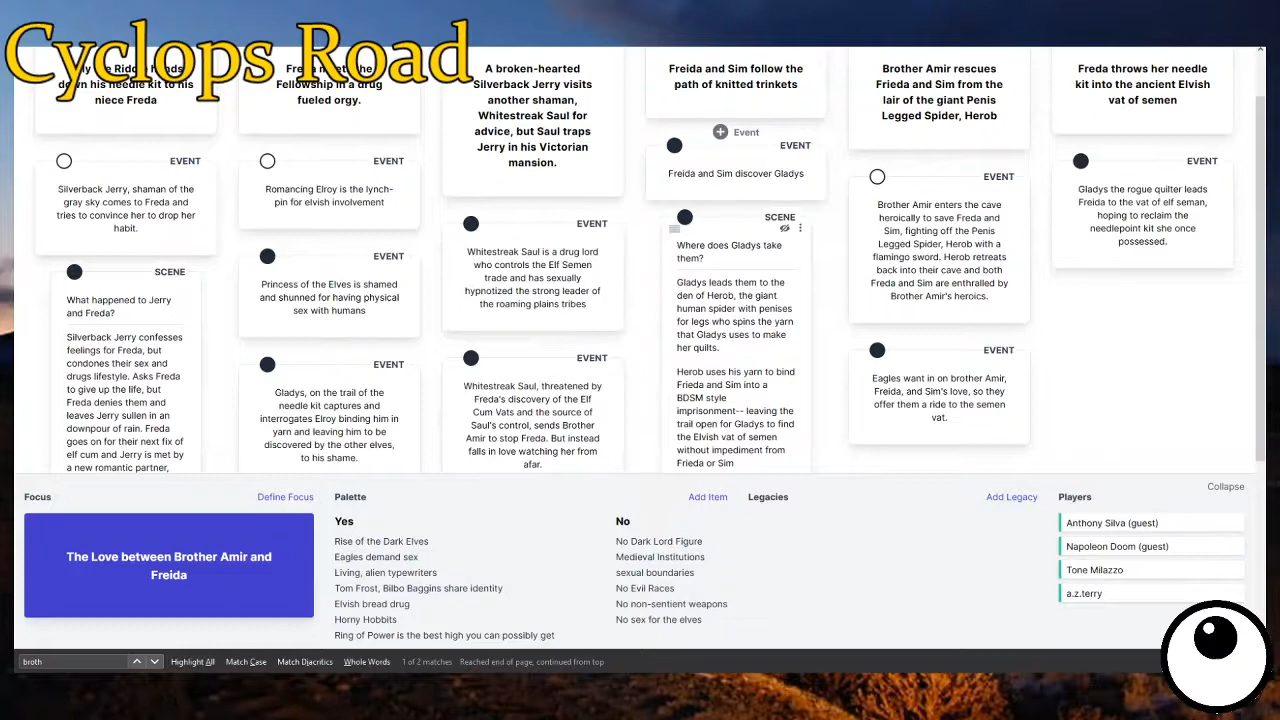 Cyclops Road
down his needle kit to his
niece Freda
Fellowship in a drug
fueled orgy.
A broken-hearted
Silverback Jerry visits
another shaman,
Whitestreak Saul for
advice, but Saul traps
Jerry in his Victorian
mansion.
Freida and Sim follow the
path of knitted trinkets
Brother Amir rescues
Frieda and Sim from the
lair of the giant Penis
Legged Spider, Herob
Freda throws her needle
kit into the ancient Elvish
vat of semen
EVENT
Silverback Jerry, shaman of the
gray sky comes to Freda and
tries to convince her to drop her
habit.
SCENE
What happened to Jerry
and Freda?
Silverback Jerry confesses
feelings for Freda, but
condones their sex and
drugs lifestyle. Asks Freda
to give up the life, but
Freda denies them and
leaves Jerry sullen in an
downpour of rain. Freda
goes on for their next fix of
elf cum and Jerry is met by
a new romantic partner,
EVENT
Romancing Elroy is the lynch-
pin for elvish involvement
EVENT
Princess of the Elves is shamed
and shunned for having physical
sex with humans
EVENT
Gladys, on the trail of the
needle kit captures and
interrogates Elroy binding him in
yarn and leaving him to be
discovered by the other elves,
to his shame.
EVENT
Whitestreak Saul is a drug lord
who controls the Elf Semen
trade and has sexually
hypnotized the strong leader of
the roaming plains tribes
EVENT
Whitestreak Saul, threatened by
Freda's discovery of the Elf
Cum Vats and the source of
Saul's control, sends Brother
Amir to stop Freda. But instead
falls in love watching her from
afar.
Event
EVENT
Freida and Sim discover Gladys
SCENE
Where does Gladys take
them?
Gladys leads them to the
den of Herob, the giant
human spider with penises
for legs who spins the yarn
that Gladys uses to make
her quilts.
Herob uses his yarn to bind
Frieda and Sim into a
BDSM style
imprisonment-- leaving the
trail open for Gladys to find
the Elvish vat of semen
without impediment from
Frieda or Sim
EVENT
Brother Amir enters the cave
heroically to save Freda and
Sim, fighting off the Penis
Legged Spider, Herob with a
flamingo sword. Herob retreats
back into their cave and both
Freda and Sim are enthralled by
Brother Amir's heroics.
EVENT
Eagles want in on brother Amir,
Freida, and Sim's love, so they
offer them a ride to the semen
vat.
EVENT
Gladys the rogue quilter leads
Freida to the vat of elf seman,
hoping to reclaim the
needlepoint kit she once
possessed.
Collapse
Focus
Define Focus
The Love between Brother Amir and
Freida
Palette
Add Item
Yes
Rise of the Dark Elves
Eagles demand sex
Living, alien typewriters
Tom Frost, Bilbo Baggins share identity
Elvish bread drug
Horny Hobbits
Ring of Power is the best high you can possibly get
No
No Dark Lord Figure
Medieval Institutions
sexual boundaries
No Evil Races
No non-sentient weapons
No sex for the elves
Legacies
Add Legacy
Players
Anthony Silva (guest)
Napoleon Doom (guest)
Tone Milazzo
a.z.terry
broth
Highlight All
Match Case
Match Diacritics
Whole Words
1 of 2 matches
Reached end of page, continued from top